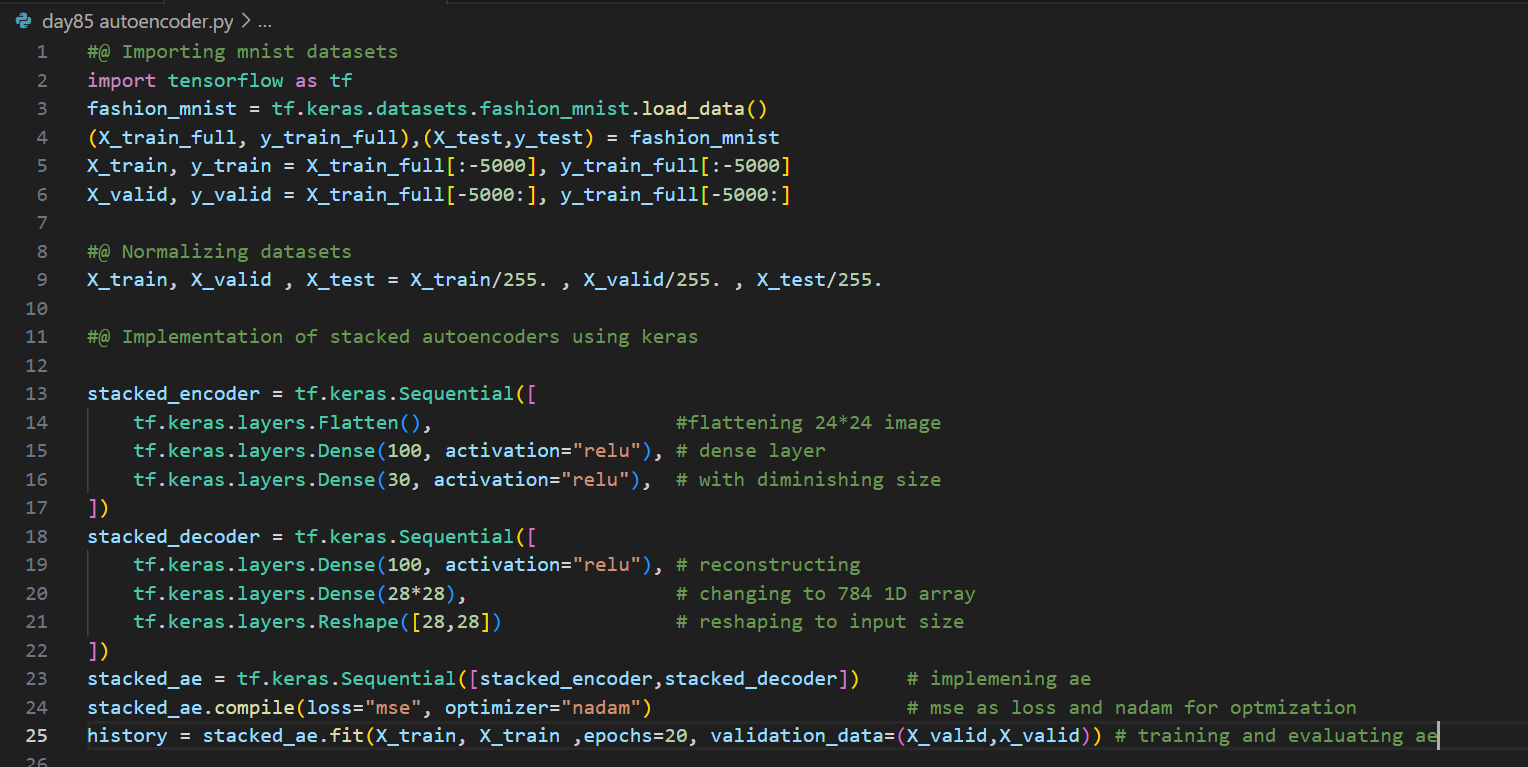 day85 autoencoder.py > ...
1 #@ Importing mnist datasets
2 import tensorflow as tf
3 fashion_mnist = tf.keras.datasets.fashion_mnist.load_data()
4 (X_train_full, y_train_full),(X_test,y_test) = fashion_mnist
5 X_train, y_train = X_train_full[:-5000], y_train_full[:-5000]
6 X_valid, y_valid = X_train_full[-5000:], y_train_full[-5000:]
7
8 #@ Normalizing datasets
9 X_train, X_valid , X_test = X_train/255. , X_valid/255. , X_test/255.
10
11 #@ Implementation of stacked autoencoders using keras
12
13 stacked_encoder = tf.keras.Sequential([
14     tf.keras.layers.Flatten(),                     #flattening 24*24 image
15     tf.keras.layers.Dense(100, activation="relu"), # dense layer
16     tf.keras.layers.Dense(30, activation="relu"),  # with diminishing size
17 ])
18 stacked_decoder = tf.keras.Sequential([
19     tf.keras.layers.Dense(100, activation="relu"), # reconstructing
20     tf.keras.layers.Dense(28*28),                  # changing to 784 1D array
21     tf.keras.layers.Reshape([28,28])               # reshaping to input size
22 ])
23 stacked_ae = tf.keras.Sequential([stacked_encoder,stacked_decoder])    # implemening ae
24 stacked_ae.compile(loss="mse", optimizer="nadam")                      # mse as loss and nadam for optmization
25 history = stacked_ae.fit(X_train, X_train ,epochs=20, validation_data=(X_valid,X_valid)) # training and evaluating ae
26